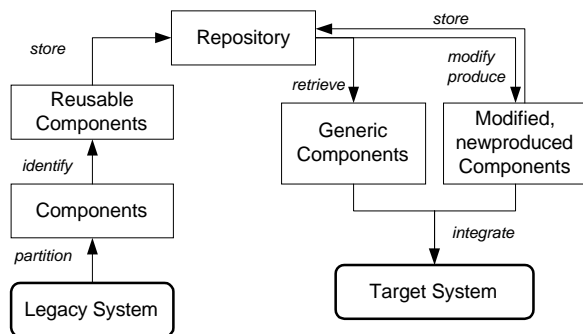 store
store
Repository
modify
produce
retrieve
Reusable
Components
Generic
Components
Modified,
newproduced
Components
identify
Components
integrate
partition
Legacy System
Target System